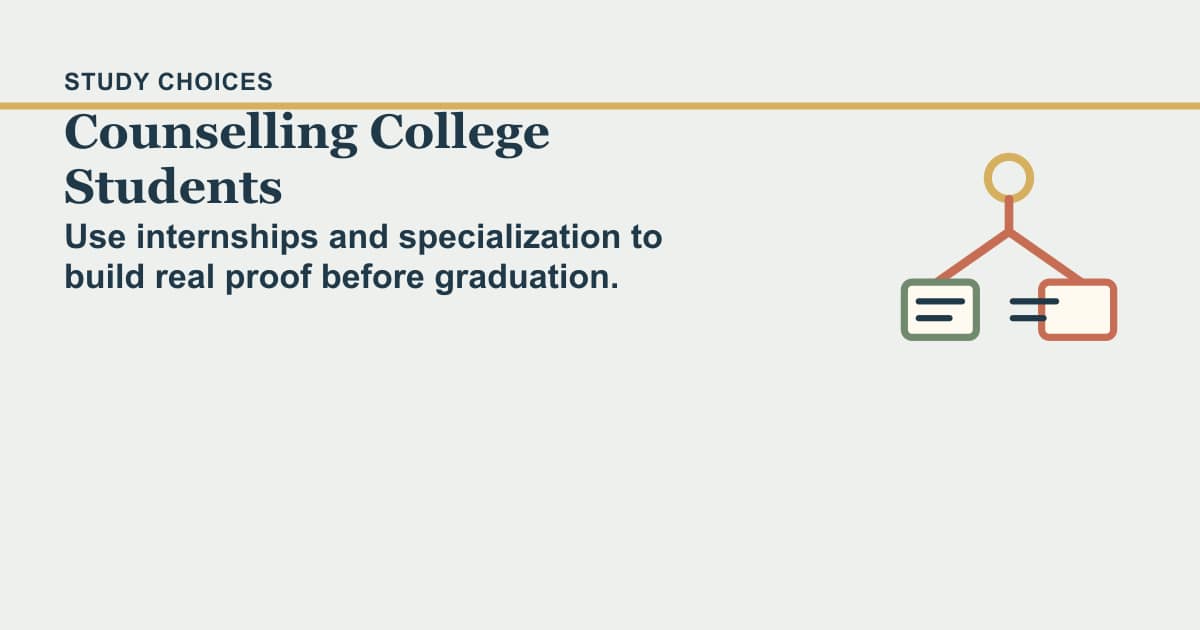 STUDY CHOICES
Counselling College
Students
Use internships and specialization to
build real proof before graduation.